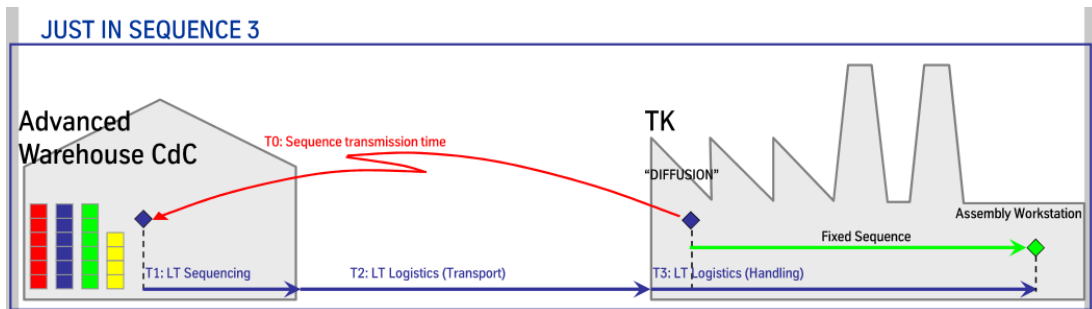 JUST IN SEQUENCE 3
Advanced
Warehouse CdC
T0: Sequence transmission time
TK
"DIFFUSION"
Assembly Workstation
Fixed Sequence
T1: LT Sequencing
T2: LT Logistics (Transport)
T3: LT Logistics (Handling)